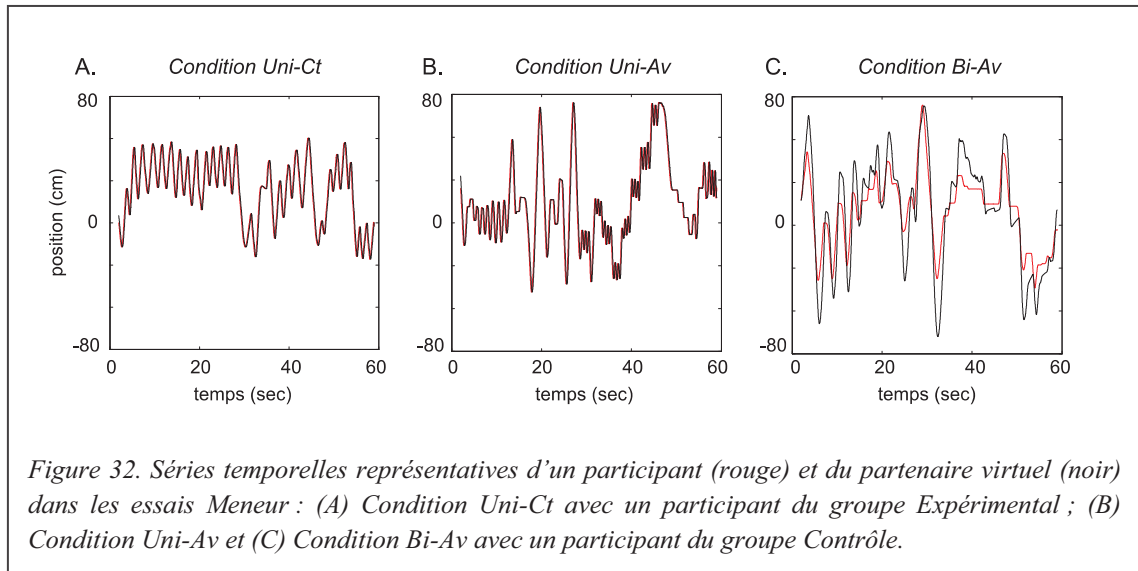 A. Condition Uni-Ct
B. Condition Uni-Av
C. Condition Bi-Av
80
0
-80
position (cm)
0 20 40 60
temps (sec)
80
0
-80
0 20 40 60
temps (sec)
80
0
-80
0 20 40 60
temps (sec)
Figure 32. Séries temporelles représentatives d’un participant (rouge) et du partenaire virtuel (noir)
dans les essais Meneur : (A) Condition Uni-Ct avec un participant du groupe Expérimental ; (B)
Condition Uni-Av et (C) Condition Bi-Av avec un participant du groupe Contrôle.